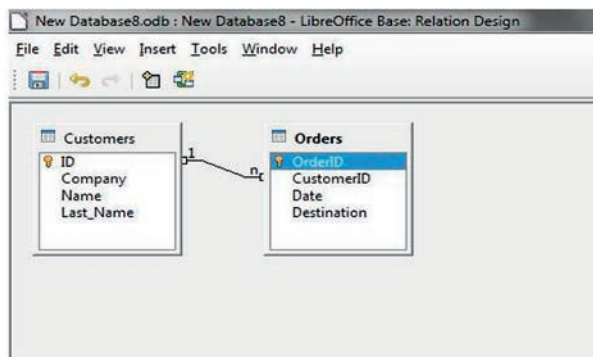 New Database8.odb : New Database8 - LibreOffice Base: Relation Design
File Edit View Insert Tools Window Help
Customers
ID
Company
Name
Last_Name
1
n
Orders
OrderID
CustomerID
Date
Destination